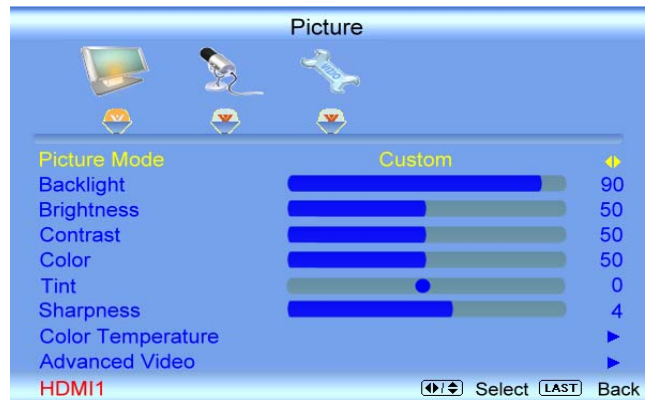 Picture
VIZIO
Picture Mode Custom
Backlight 90
Brightness 50
Contrast 50
Color 50
Tint 0
Sharpness 4
Color Temperature
Advanced Video
HDMI1 Select LAST Back